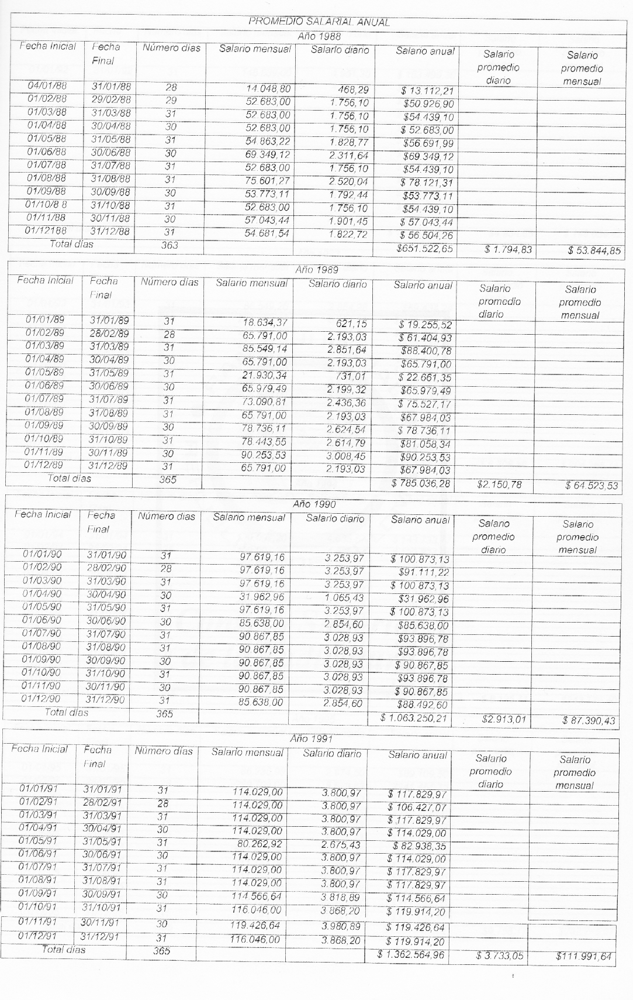 PROMEDIO SALARIAL ANUAL
Año 1988
Fecha Inicial Fecha Final Número días Salario mensual Salario diario Salario anual Salario promedio diario Salario promedio mensual
04/01/88 31/01/88 28 14.048,80 468,29 $ 13.112,21
01/02/88 29/02/88 29 52.683,00 1.756,10 $50.926,90
01/03/88 31/03/88 31 52.683,00 1.756,10 $54.439,10
01/04/88 30/04/88 30 52.683,00 1.756,10 $ 52.683,00
01/05/88 31/05/88 31 54.863,22 1.828,77 $56.691,99
01/06/88 30/06/88 30 69.349,12 2.311,64 $69.349,12
01/07/88 31/07/88 31 52.683,00 1.756,10 $54.439,10
01/08/88 31/08/88 31 75.601,27 2.520,04 $ 78.121,31
01/09/88 30/09/88 30 53.773,11 1.792,44 $53.773,11
01/10/8 8 31/10/88 31 52.683,00 1.756,10 $54.439,10
01/11/88 30/11/88 30 57.043,44 1.901,45 $ 57.043,44
01/12188 31/12/88 31 54.681,54 1.822,72 $ 56.504,26
Total días 363 $651.522,65 $ 1.794,83 $ 53.844,85
Año 1989
Fecha Inicial Fecha Final Número días Salario mensual Salario diario Salario anual Salario promedio diario Salario promedio mensual
01/01/89 31/01/89 31 18.634,37 621,15 $ 19.255,52
01/02/89 28/02/89 28 65.791,00 2.193,03 $ 61.404,93
01/03/89 31/03/89 31 85.549,14 2.851,64 $88.400,78
01/04/89 30/04/89 30 65.791,00 2.193,03 $65.791,00
01/05/89 31/05/89 31 21.930,34 731,01 $ 22.661,35
01/06/89 30/06/89 30 65.979,49 2.199,32 $65.979,49
01/07/89 31/07/89 31 73.090,81 2.436,36 $ 75.527,17
01/08/89 31/08/89 31 65.791,00 2.193,03 $67.984,03
01/09/89 30/09/89 30 78.736,11 2.624,54 $ 78.736,11
01/10/89 31/10/89 31 78.443,55 2.614,79 $81.058,34
01/11/89 30/11/89 30 90.253,53 3.008,45 $90.253,53
01/12/89 31/12/89 31 65.791,00 2.193,03 $67.984,03
Total días 365 $ 785.036,28 $2.150,78 $ 64.523,53
Año 1990
Fecha Inicial Fecha Final Número días Salario mensual Salario diario Salario anual Salario promedio diario Salario promedio mensual
01/01/90 31/01/90 31 97.619,16 3.253,97 $ 100.873,13
01/02/90 28/02/90 28 97.619,16 3.253,97 $91.111,22
01/03/90 31/03/90 31 97.619,16 3.253,97 $ 100.873,13
01/04/90 30/04/90 30 31.962,96 1.065,43 $31.962,96
01/05/90 31/05/90 31 97.619,16 3.253,97 $ 100.873,13
01/06/90 30/06/90 30 85.638,00 2.854,60 $85.638,00
01/07/90 31/07/90 31 90.867,85 3.028,93 $93.896,78
01/08/90 31/08/90 31 90.867,85 3.028,93 $93.896,78
01/09/90 30/09/90 30 90.867,85 3.028,93 $ 90.867,85
01/10/90 31/10/90 31 90.867,85 3.028,93 $93.896,78
01/11/90 30/11/90 30 90.867,85 3.028,93 $ 90.867,85
01/12/90 31/12/90 31 85.638,00 2.854,60 $88.492,60
Total días 365 $ 1.063.250,21 $2.913,01 $ 87.390,43
Año 1991
Fecha Inicial Fecha Final Número días Salario mensual Salario diario Salario anual Salario promedio diario Salario promedio mensual
01/01/91 31/01/91 31 114.029,00 3.800,97 $ 117.829,97
01/02/91 28/02/91 28 114.029,00 3.800,97 $ 106.427,07
01/03/91 31/03/91 31 114.029,00 3.800,97 $ 117.829,97
01/04/91 30/04/91 30 114.029,00 3.800,97 $ 114.029,00
01/05/91 31/05/91 31 80.262,92 2.675,43 $ 82.938,35
01/06/91 30/06/91 30 114.029,00 3.800,97 $ 114.029,00
01/07/91 31/07/91 31 114.029,00 3.800,97 $ 117.829,97
01/08/91 31/08/91 31 114.029,00 3.800,97 $ 117.829,97
01/09/91 30/09/91 30 114.566,64 3.818,89 $ 114.566,64
01/10/91 31/10/91 31 116.046,00 3.868,20 $ 119.914,20
01/11/91 30/11/91 30 119.426,64 3.980,89 $ 119.426,64
01/12/91 31/12/91 31 116.046,00 3.868,20 $ 119.914,20
Total días 365 $ 1.362.564,96 $ 3.733,05 $111.991,64